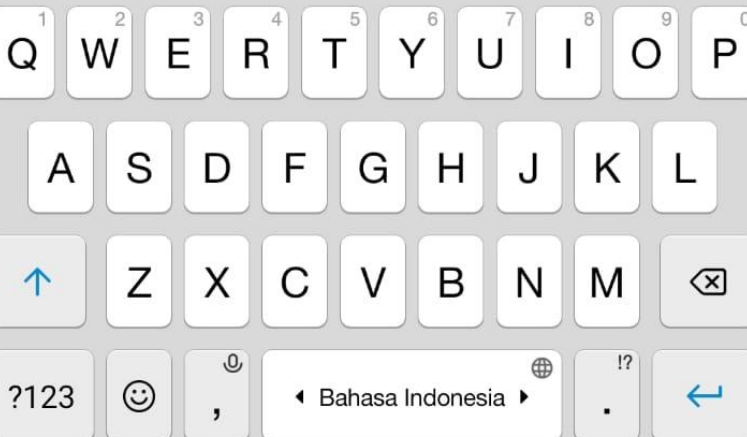 1 2 3 4 5 6 7 8 9 0
Q W E R T Y U I O P
A S D F G H J K L
Z X C V B N M
!?
?123 , Bahasa Indonesia .